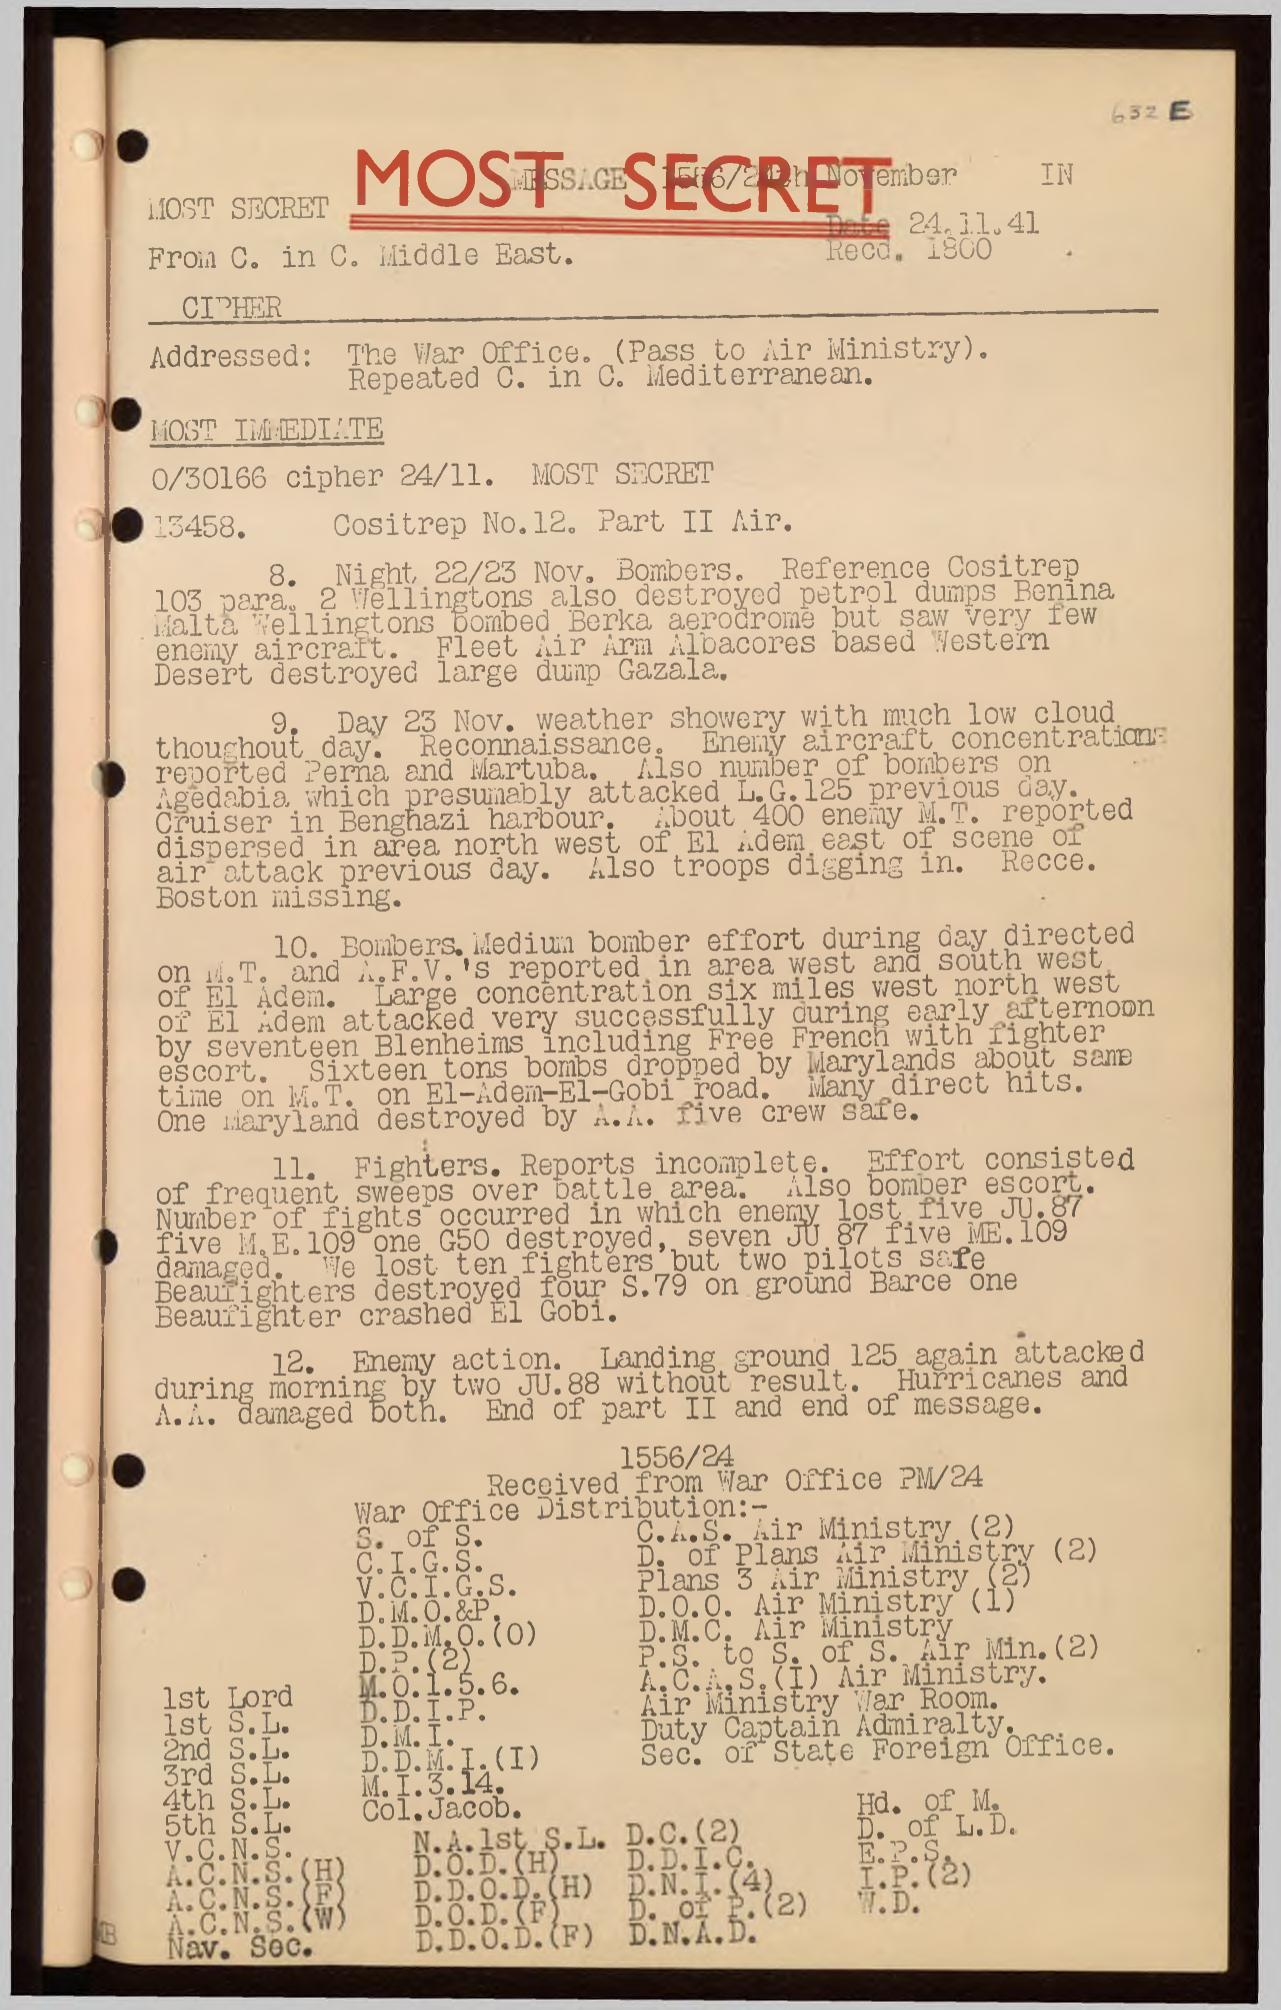 632 E
MOST SECRET
MESSAGE 1556/24th November IN
MOST SECRET
Date 24.11.41
From C. in C. Middle East.
Recd. 1800
CIPHER
Addressed: The War Office. (Pass to Air Ministry).
Repeated C. in C. Mediterranean.
MOST IMMEDIATE
O/30166 cipher 24/11. MOST SECRET
13458. Cositrep No.12. Part II Air.
8. Night 22/23 Nov. Bombers. Reference Cositrep
103 para. 2 Wellingtons also destroyed petrol dumps Benina
Malta Wellingtons bombed Berka aerodrome but saw very few
enemy aircraft. Fleet Air Arm Albacores based Western
Desert destroyed large dump Gazala.
9. Day 23 Nov. weather showery with much low cloud
thoughout day. Reconnaissance. Enemy aircraft concentrations
reported Perna and Martuba. Also number of bombers on
Agedabia which presumably attacked L.G.125 previous day.
Cruiser in Benghazi harbour. About 400 enemy M.T. reported
dispersed in area north west of El Adem east of scene of
air attack previous day. Also troops digging in. Recce.
Boston missing.
10. Bombers. Medium bomber effort during day directed
on M.T. and A.F.V.'s reported in area west and south west
of El Adem. Large concentration six miles west north west
of El Adem attacked very successfully during early afternoon
by seventeen Blenheims including Free French with fighter
escort. Sixteen tons bombs dropped by Marylands about same
time on M.T. on El-Adem-El-Gobi road. Many direct hits.
One Maryland destroyed by A.A. five crew safe.
11. Fighters. Reports incomplete. Effort consisted
of frequent sweeps over battle area. Also bomber escort.
Number of fights occurred in which enemy lost five JU.87
five M.E.109 one G50 destroyed, seven JU 87 five ME.109
damaged. We lost ten fighters but two pilots safe
Beaufighters destroyed four S.79 on ground Barce one
Beaufighter crashed El Gobi.
12. Enemy action. Landing ground 125 again attacked
during morning by two JU.88 without result. Hurricanes and
A.A. damaged both. End of part II and end of message.
1556/24
Received from War Office PM/24
War Office Distribution:-
S. of S.
C.I.G.S.
V.C.I.G.S.
D.M.O.&P.
D.D.M.O.(O)
D.P.(2)
M.O.1.5.6.
D.D.I.P.
D.M.I.
D.D.M.I.(I)
M.I.3.14.
Col.Jacob.
C.A.S. Air Ministry (2)
D. of Plans Air Ministry (2)
Plans 3 Air Ministry (2)
D.O.O. Air Ministry (1)
D.M.C. Air Ministry
P.S. to S. of S. Air Min.(2)
A.C.A.S.(I) Air Ministry.
Air Ministry War Room.
Duty Captain Admiralty.
Sec. of State Foreign Office.
1st Lord
1st S.L.
2nd S.L.
3rd S.L.
4th S.L.
5th S.L.
V.C.N.S.
A.C.N.S.(H)
A.C.N.S.(F)
A.C.N.S.(W)
Nav. Sec.
N.A.1st S.L.
D.O.D.(H)
D.D.O.D.(H)
D.O.D.(F)
D.D.O.D.(F)
D.C.(2)
D.D.I.C.
D.N.I.(4)
D. of P.(2)
D.N.A.D.
Hd. of M.
D. of L.D.
E.P.S.
I.P.(2)
W.D.